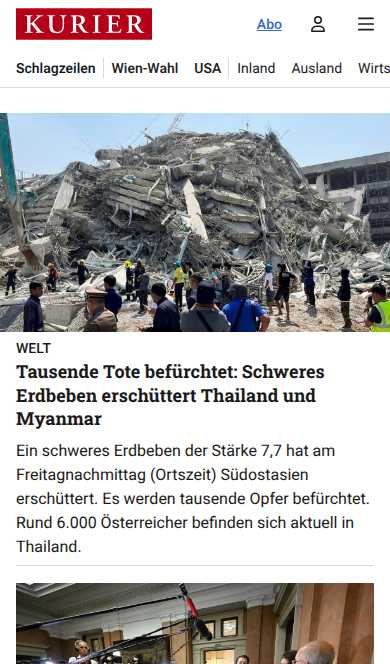 KURIER
Abo
Schlagzeilen Wien-Wahl USA Inland Ausland Wirts
WELT
Tausende Tote befürchtet: Schweres
Erdbeben erschüttert Thailand und
Myanmar
Ein schweres Erdbeben der Stärke 7,7 hat am
Freitagnachmittag (Ortszeit) Südostasien
erschüttert. Es werden tausende Opfer befürchtet.
Rund 6.000 Österreicher befinden sich aktuell in
Thailand.